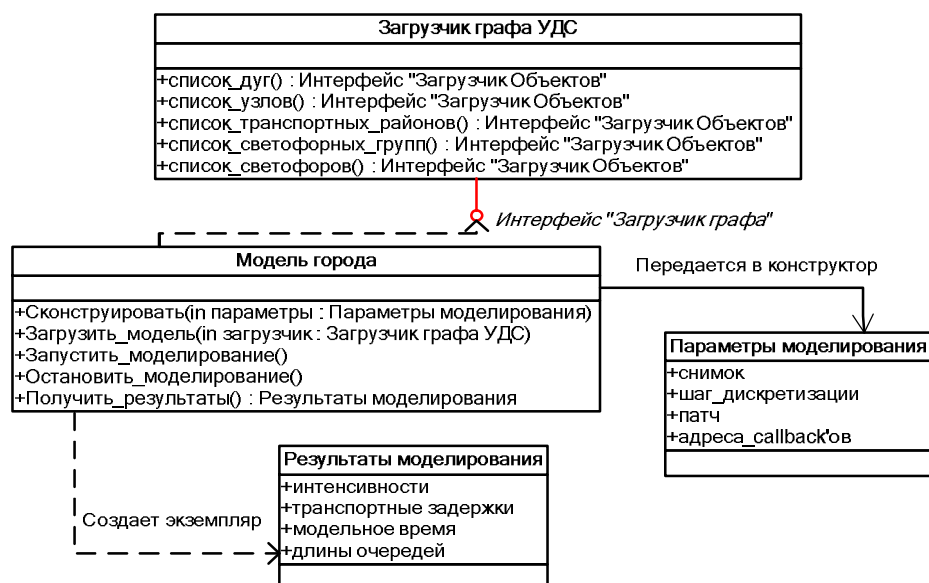 Загрузчик графа УДС
+список_дуг() : Интерфейс "Загрузчик Объектов"
+список_узлов() : Интерфейс "Загрузчик Объектов"
+список_транспортных_районов() : Интерфейс "Загрузчик Объектов"
+список_светофорных_групп() : Интерфейс "Загрузчик Объектов"
+список_светофоров() : Интерфейс "Загрузчик Объектов"
Интерфейс "Загрузчик графа"
Модель города
+Сконструировать(in параметры : Параметры моделирования)
+Загрузить_модель(in загрузчик : Загрузчик графа УДС)
+Запустить_моделирование()
+Остановить_моделирование()
+Получить_результаты() : Результаты моделирования
Передается в конструктор
Параметры моделирования
+снимок
+шаг_дискретизации
+патч
+адреса_callback'ов
Результаты моделирования
+интенсивности
+транспортные задержки
+модельное время
+длины очередей
Создает экземпляр